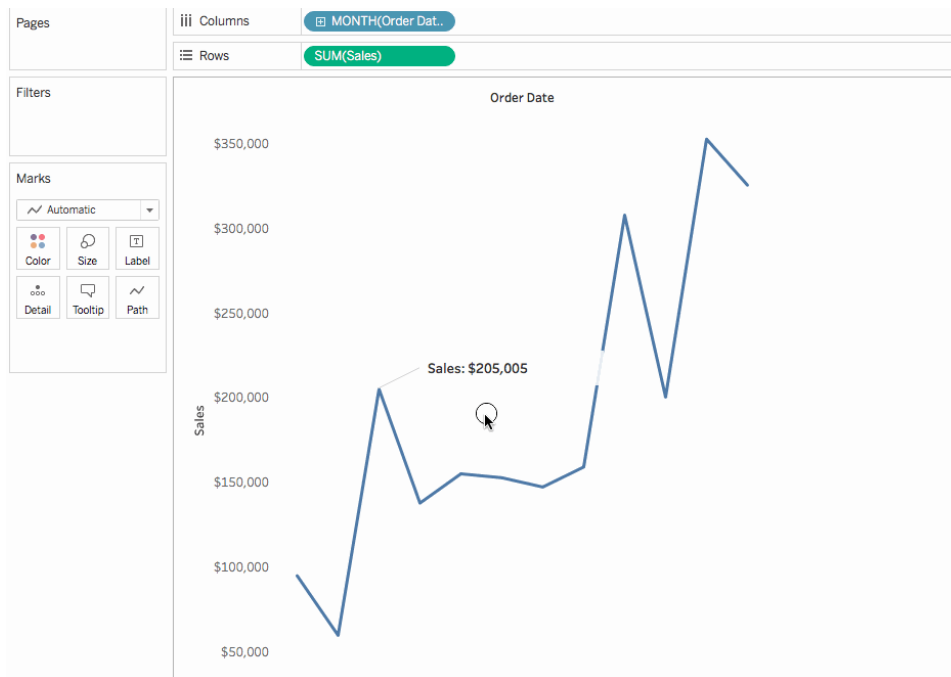 Pages
Columns
MONTH(Order Dat..
Rows
SUM(Sales)
Filters
Marks
Automatic
Color
Size
T
Label
Detail
Tooltip
Path
Order Date
$350,000
$300,000
$250,000
Sales: $205,005
$200,000
Sales
$150,000
$100,000
$50,000